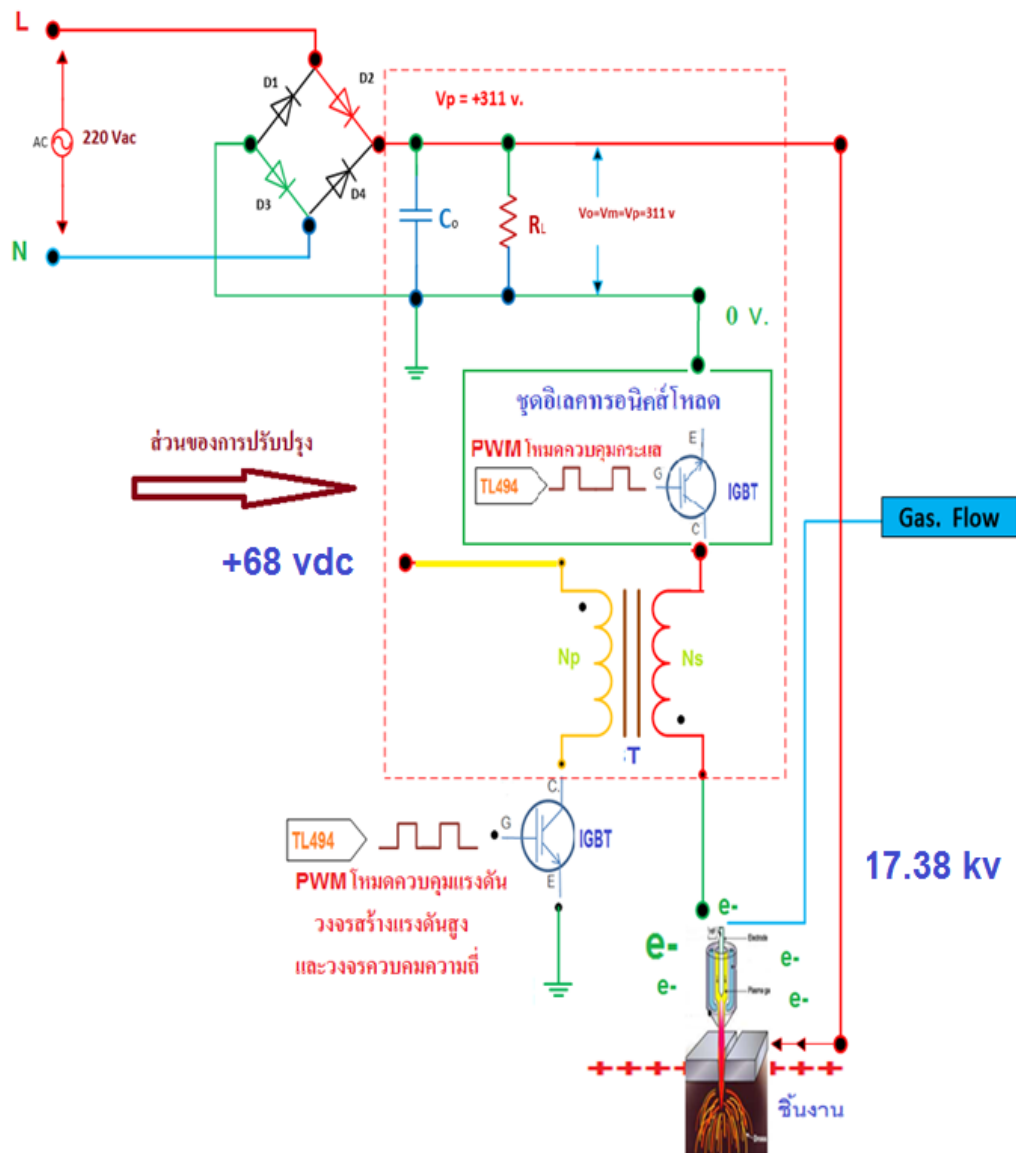 L
D1
D2
Vp = +311 v.
AC
220 Vac
D3
D4
Co
RL
Vo=Vm=Vp=311 v
N
0 V.
ชุดอิเลคทรอนิคส์โหลด
ส่วนของการปรับปรุง
PWM โหมดควบคุมกระแส
E
TL494
G
IGBT
C
Gas. Flow
+68 vdc
Np
Ns
T
C.
TL494
G
IGBT
E
PWM โหมดควบคุมแรงดัน
วงจรสร้างแรงดันสูง
และวงจรควบคมความถี่
17.38 kv
e-
e-
e-
e-
e-
Electrode
Plasma ga
ชิ้นงาน